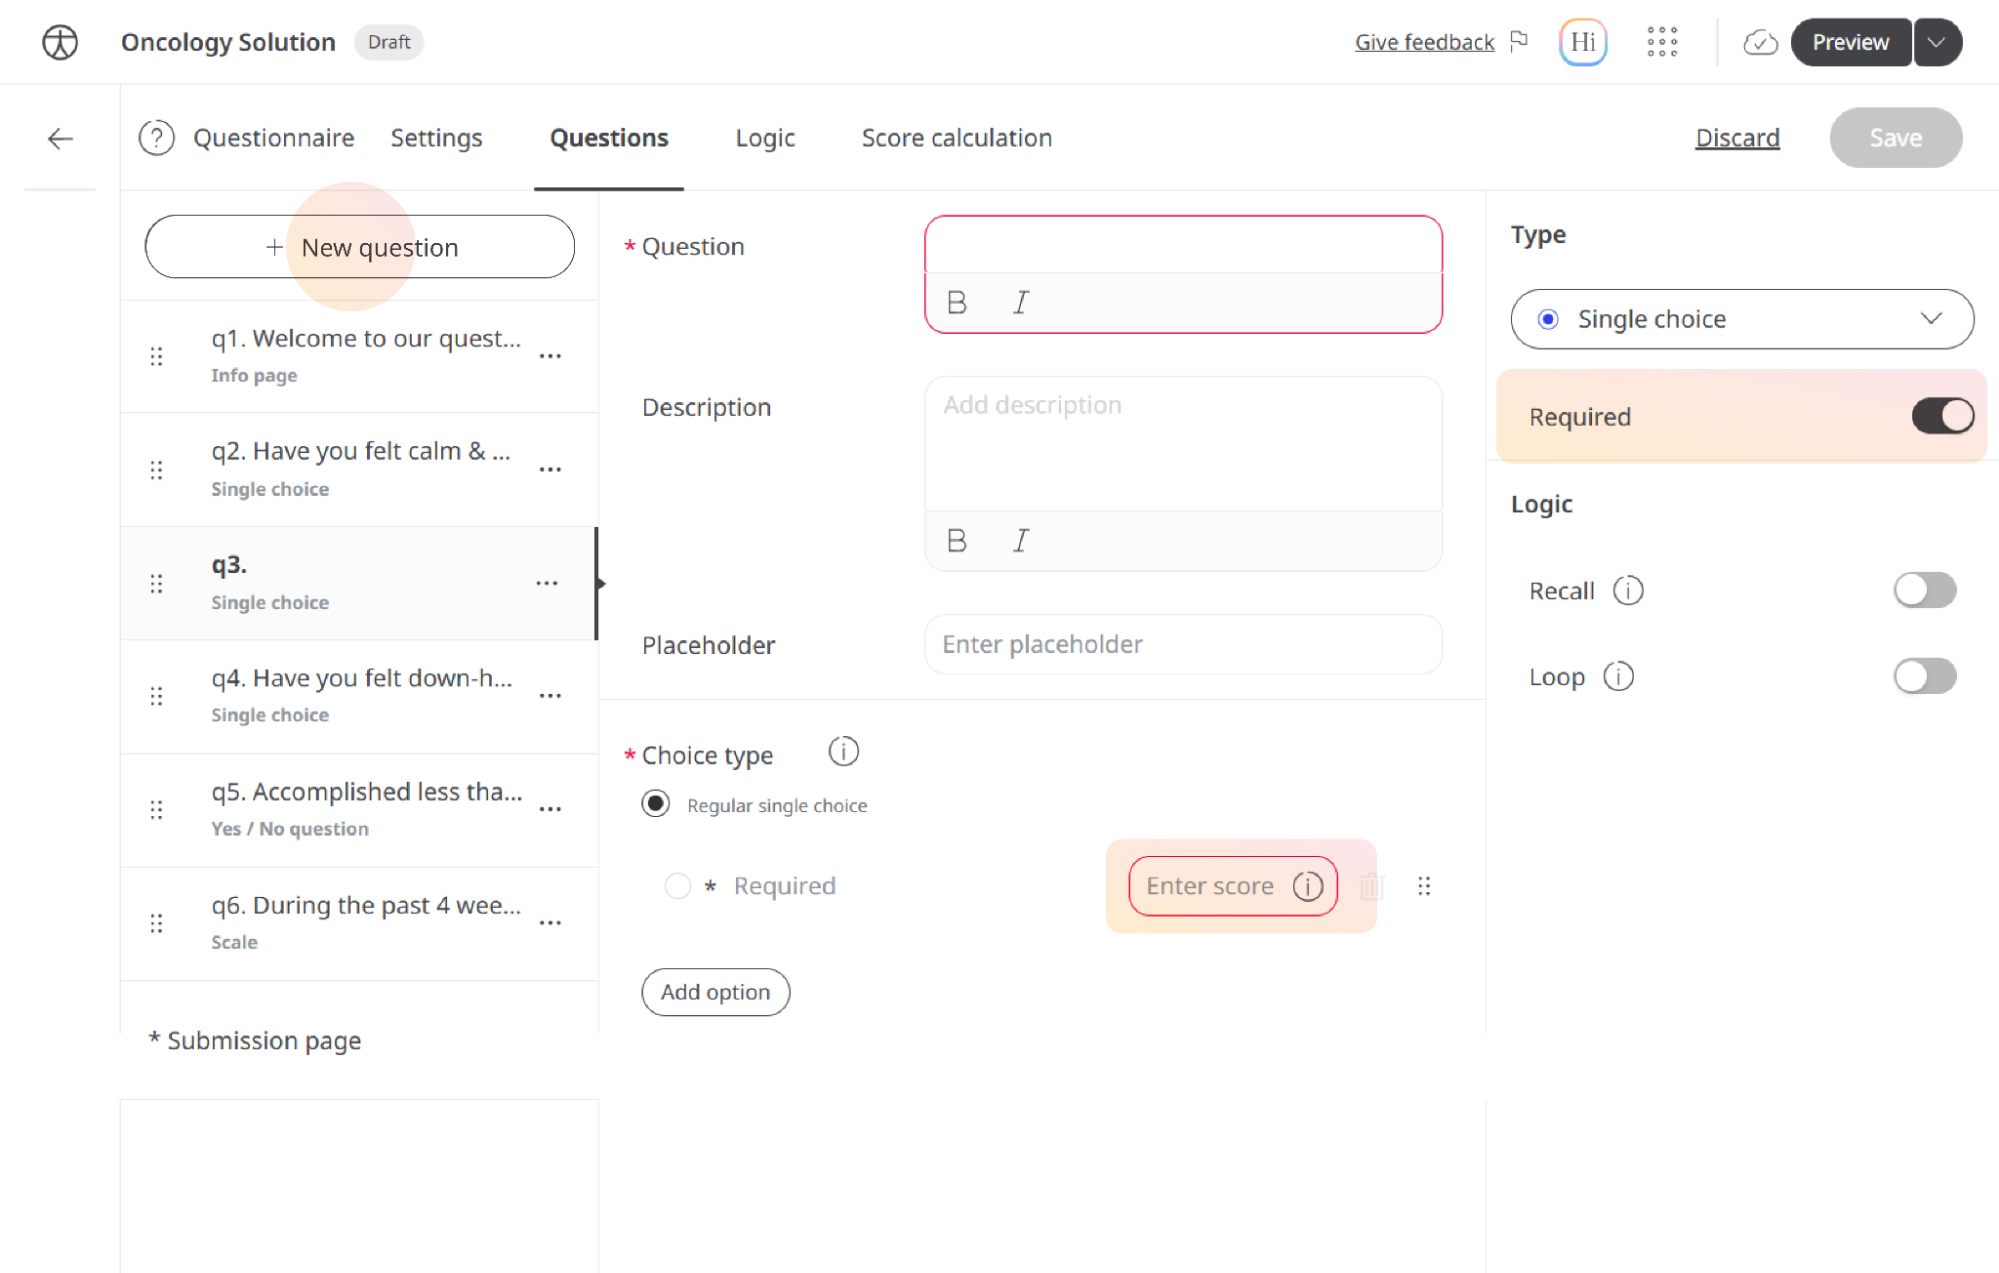 Oncology Solution Draft
Give feedback Hi Preview
Questionnaire Settings Questions Logic Score calculation
Discard Save
+ New question
q1. Welcome to our quest...
Info page
q2. Have you felt calm & ...
Single choice
q3.
Single choice
q4. Have you felt down-h...
Single choice
q5. Accomplished less tha...
Yes / No question
q6. During the past 4 wee...
Scale
* Submission page
* Question
B I
Description
Add description
B I
Placeholder
Enter placeholder
* Choice type
Regular single choice
* Required
Enter score
Add option
Type
Single choice
Required
Logic
Recall
Loop